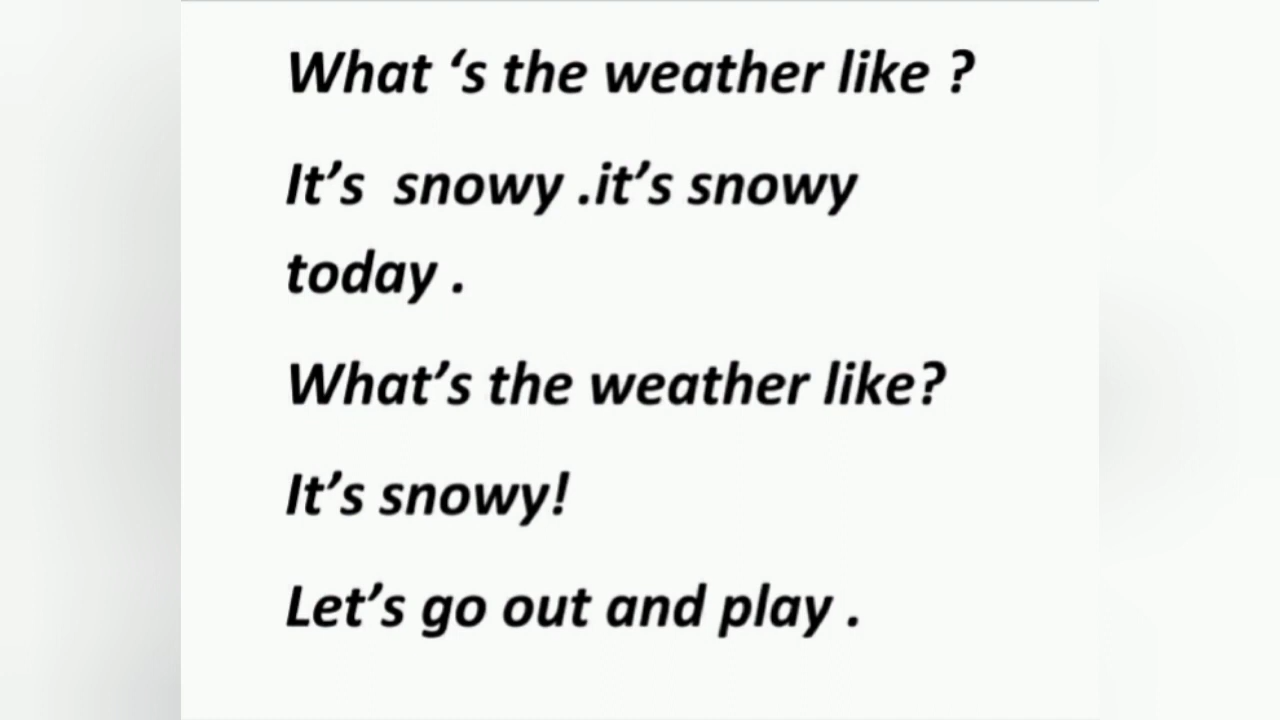 What ‘s the weather like ?
It’s  snowy .it’s snowy
today .
What’s the weather like?
It’s snowy!
Let’s go out and play .